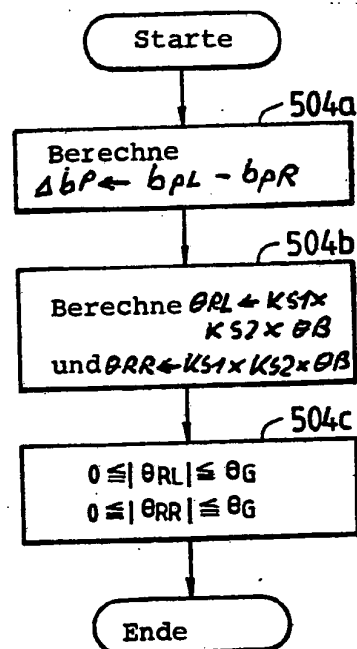 Starte
504a
Berechne
ΔbP ← bpL - bpR
504b
Berechne θRL ← KS1×
KS2 × θB
und θRR ← KS1×KS2×θB
504c
0 ≦ | θRL | ≦ θG
0 ≦ | θRR | ≦ θG
Ende